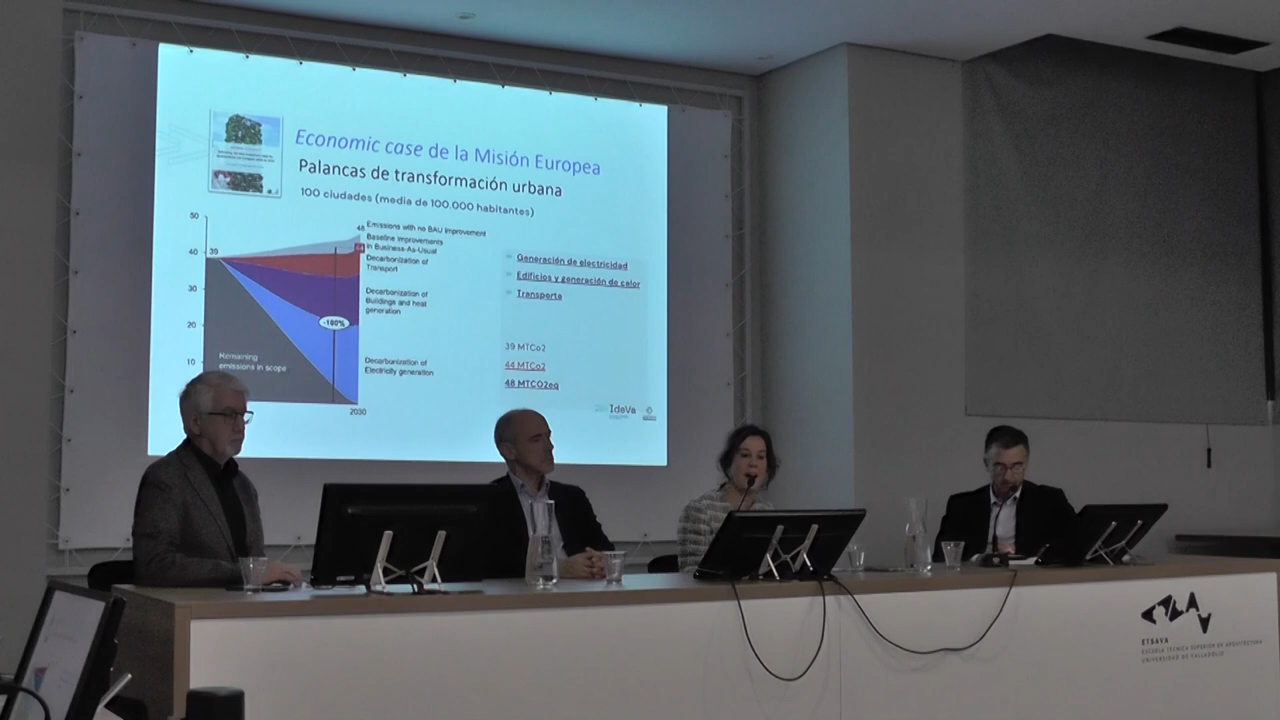 Economic case de la Misión Europea
Palancas de transformación urbana
100 ciudades (media de 100.000 habitantes)
50
40
30
20
10
39
48
44
Emissions with no BAU improvement
Baseline improvements
in Business-As-Usual
Decarbonization of
Transport
Decarbonization of
Buildings and heat
generation
-100%
Remaining
emissions in scope
Decarbonization of
Electricity generation
2030
Generación de electricidad
Edificios y generación de calor
Transporte
39 MTCo2
44 MTCo2
48 MTCO2eq
IdeVa
ETSAVA
ESCUELA TÉCNICA SUPERIOR DE ARQUITECTURA
UNIVERSIDAD DE VALLADOLID